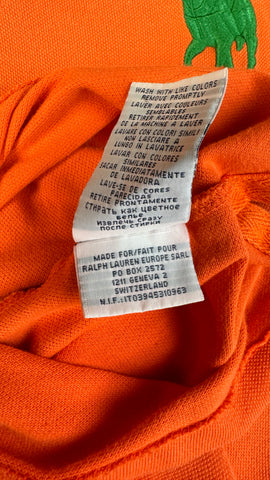 WASH WITH LIKE COLORS
REMOVE PROMPTLY
LAVER AVEC COULEURS
SEMBLABLES
RETIRER RAPIDEMENT
DE LA MACHINE A LAVER
LAVARE CON COLORI SIMILI
NON LASCIARE A
LUNGO IN LAVATRICE
LAVAR CON COLORES
SIMILARES
SACAR IMMEDIATAMENTE
DE LAVADORA
LAVE-SE DE CORES
PARECIDAS
RETIRE PRONTAMENTE
СТИРАТЬ КАК ЦВЕТНОЕ
БЕЛЬЕ
ИЗВЛЕЧЬ СРАЗУ
ПОСЛЕ СТИРКИ
MADE FOR/FAIT POUR
RALPH LAUREN EUROPE SARL
PO BOX 2572
1211 GENEVA 2
SWITZERLAND
N.I.F.:IT03945310963